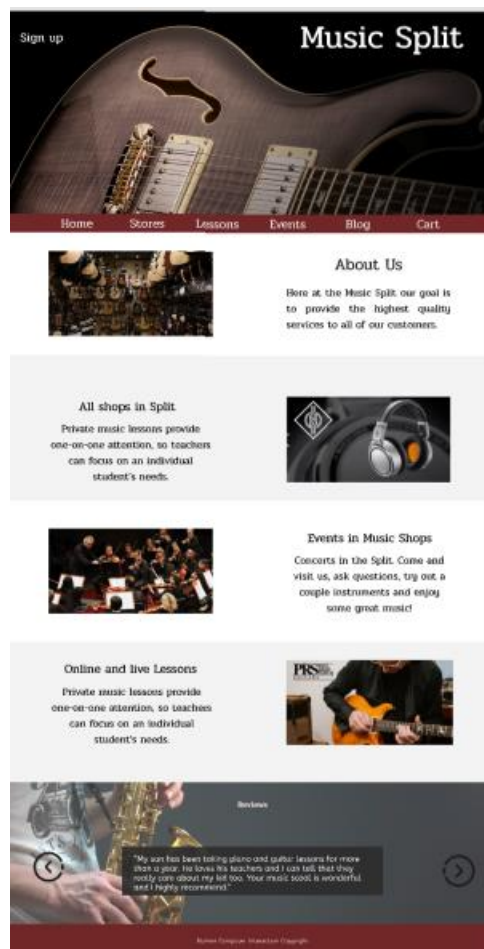 Sign up
Music Split
Home Stores Lessons Events Blog Cart
About Us
Here at the Music Split our goal is
to provide the highest quality
services to all of our customers.
All shops in Split
Private music lessons provide
one-on-one attention, so teachers
can focus on an individual
student's needs.
Events in Music Shops
Concerts in the Split. Come and
visit us, ask questions, try out a
couple instruments and enjoy
some great music!
Online and live Lessons
PRS
Private music lessons provide
one-on-one attention, so teachers
can focus on an individual
student's needs.
Reviews
"My sun has been taking piano and guitar lessons for more
than a year. He loves his teachers and I can tell that they
really care about my kit too. Your music scool is wonderful
and I highly recommend."
Human Computer Interaction Copyright